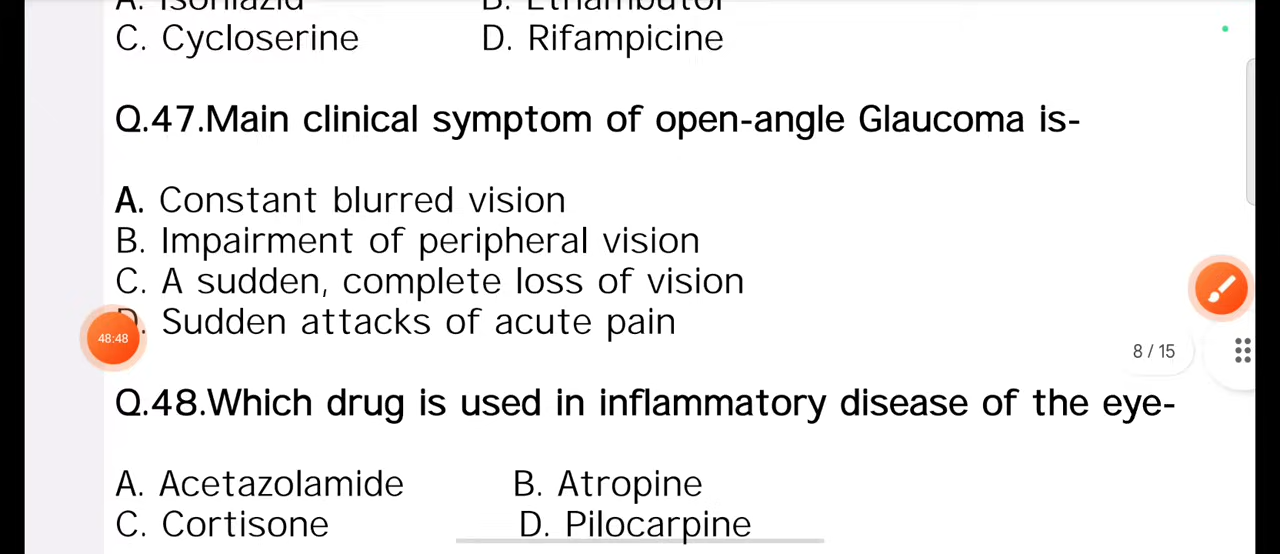 A. Isoniazid B. Ethambutol
C. Cycloserine D. Rifampicine
Q.47.Main clinical symptom of open-angle Glaucoma is-
A. Constant blurred vision
B. Impairment of peripheral vision
C. A sudden, complete loss of vision
D. Sudden attacks of acute pain
48:48
8 / 15
Q.48.Which drug is used in inflammatory disease of the eye-
A. Acetazolamide B. Atropine
C. Cortisone D. Pilocarpine